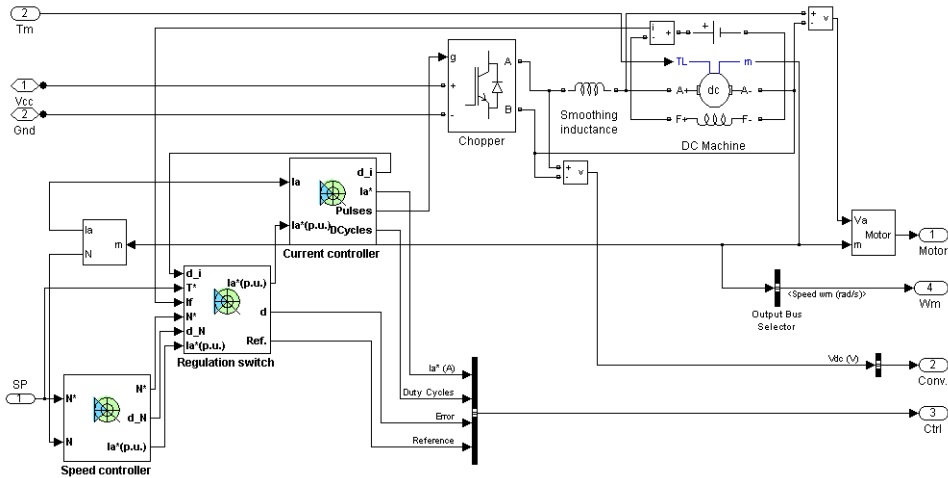 2
Tm
1
Vcc
2
Gnd
g
+
-
A
B
Chopper
Smoothing
inductance
i
-
+
+
-
TL
m
A+
dc
A-
F+
F-
DC Machine
+
-
v
+
-
v
Va
m
Motor
1
Motor
4
Wm
<Speed wm (rad/s)>
Output Bus
Selector
Vdc (V)
2
Conv.
3
Ctrl
Ia
N
m
Ia
Ia*(p.u.)
d_i
Ia*
Pulses
DCycles
Current controller
d_i
T*
If
N*
d_N
Ia*(p.u.)
Ia*(p.u.)
d
Ref.
Regulation switch
SP
1
N*
N
N*
d_N
Ia*(p.u.)
Speed controller
Ia* (A)
Duty Cycles
Error
Reference